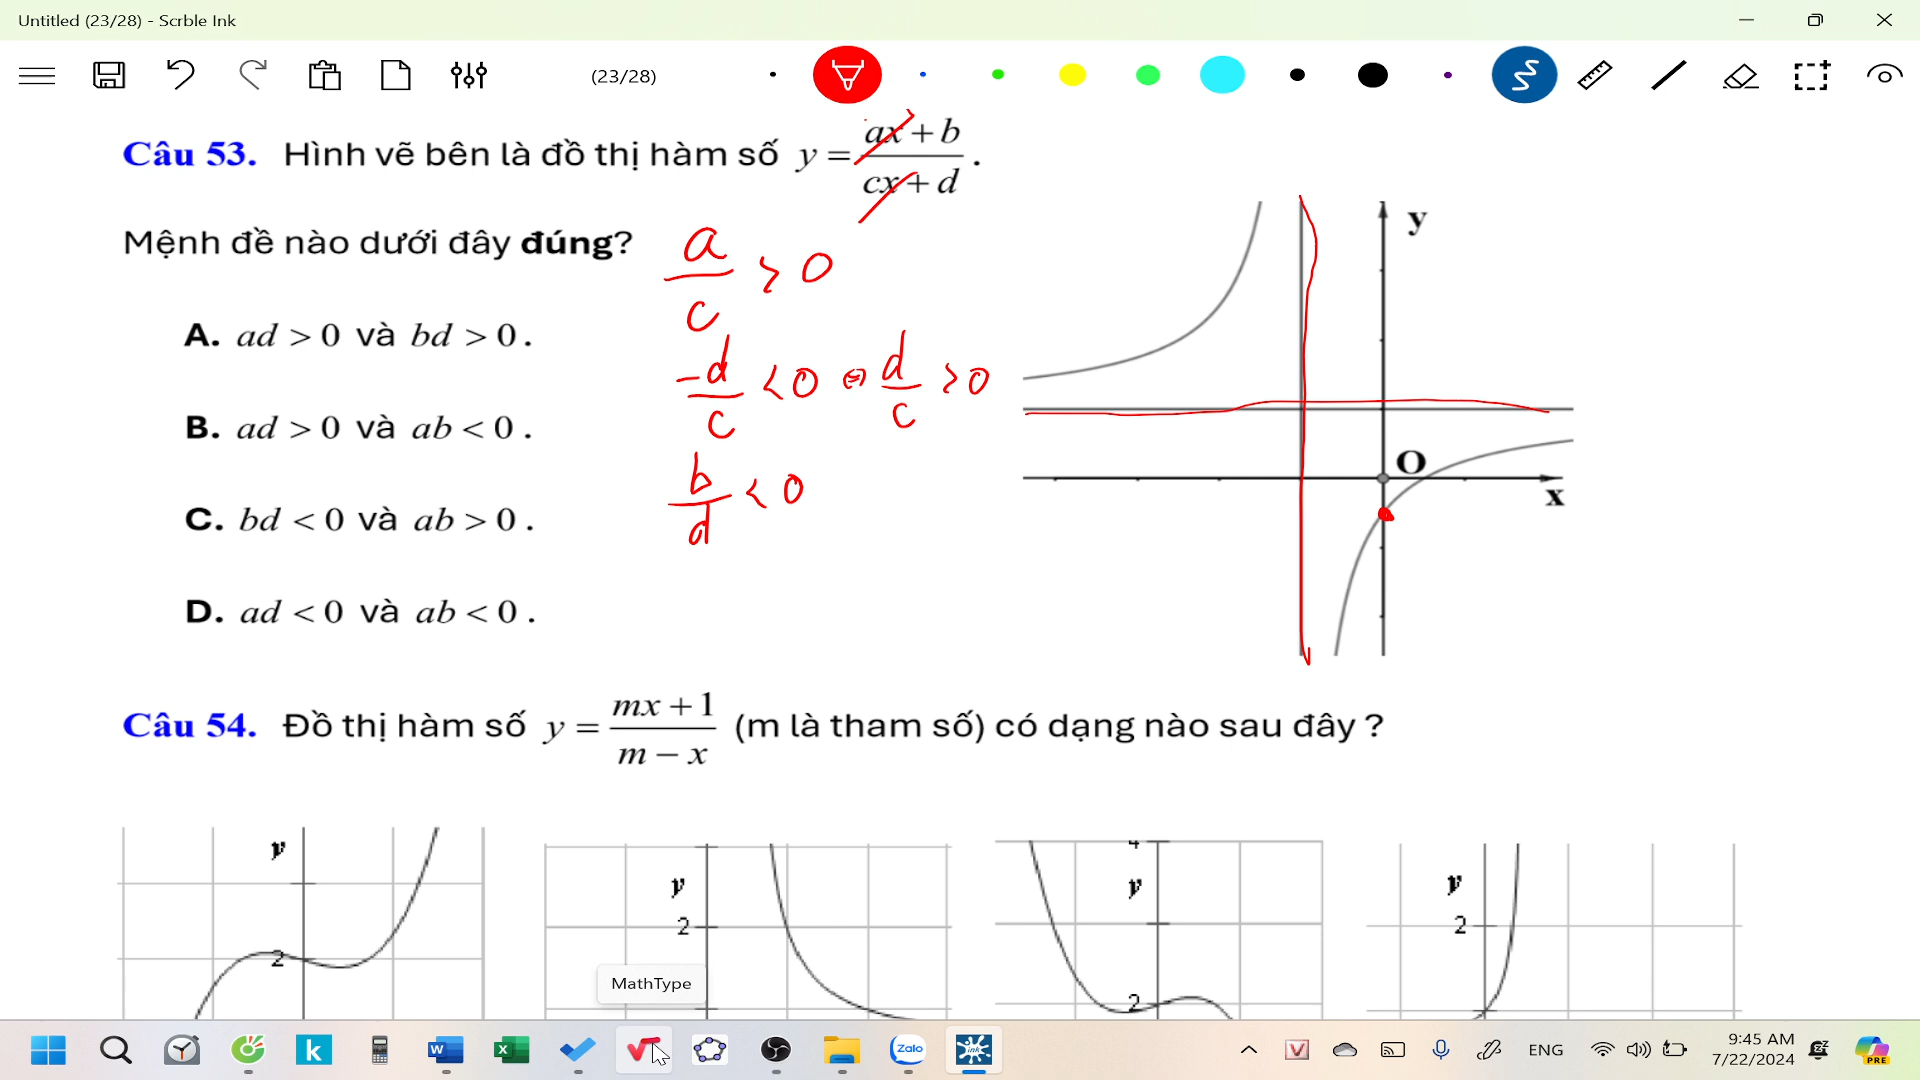 Untitled (23/28) - Scrble Ink
(23/28)
Câu 53. Hình vẽ bên là đồ thị hàm số y = (ax + b)/(cx + d).
Mệnh đề nào dưới đây đúng?
a/c > 0
A. ad > 0 và bd > 0.
-d/c < 0 ⇔ d/c > 0
B. ad > 0 và ab < 0.
b/d < 0
C. bd < 0 và ab > 0.
D. ad < 0 và ab < 0.
y
O
x
Câu 54. Đồ thị hàm số y = (mx + 1)/(m − x) (m là tham số) có dạng nào sau đây ?
y
2
y
2
4
y
2
y
2
MathType
k
Zalo
ink
ENG
9:45 AM
7/22/2024
PRE